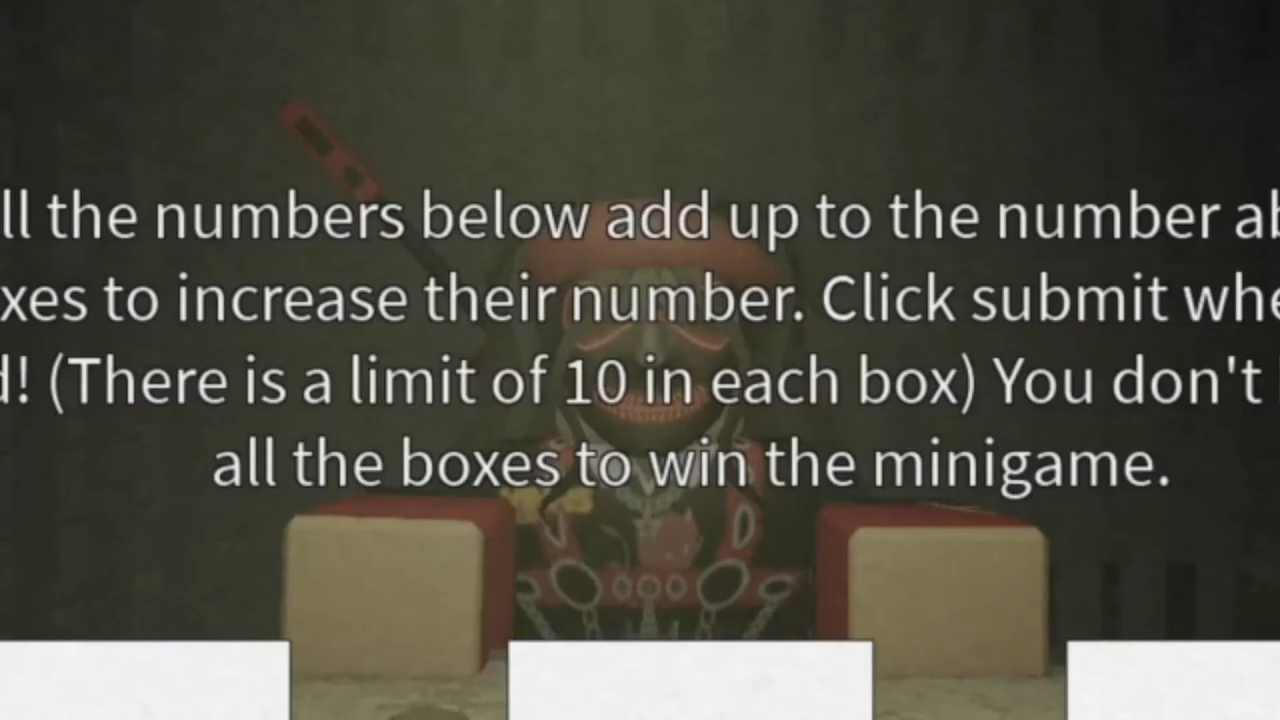 ll the numbers below add up to the number ab
xes to increase their number. Click submit whe
d! (There is a limit of 10 in each box) You don't
all the boxes to win the minigame.